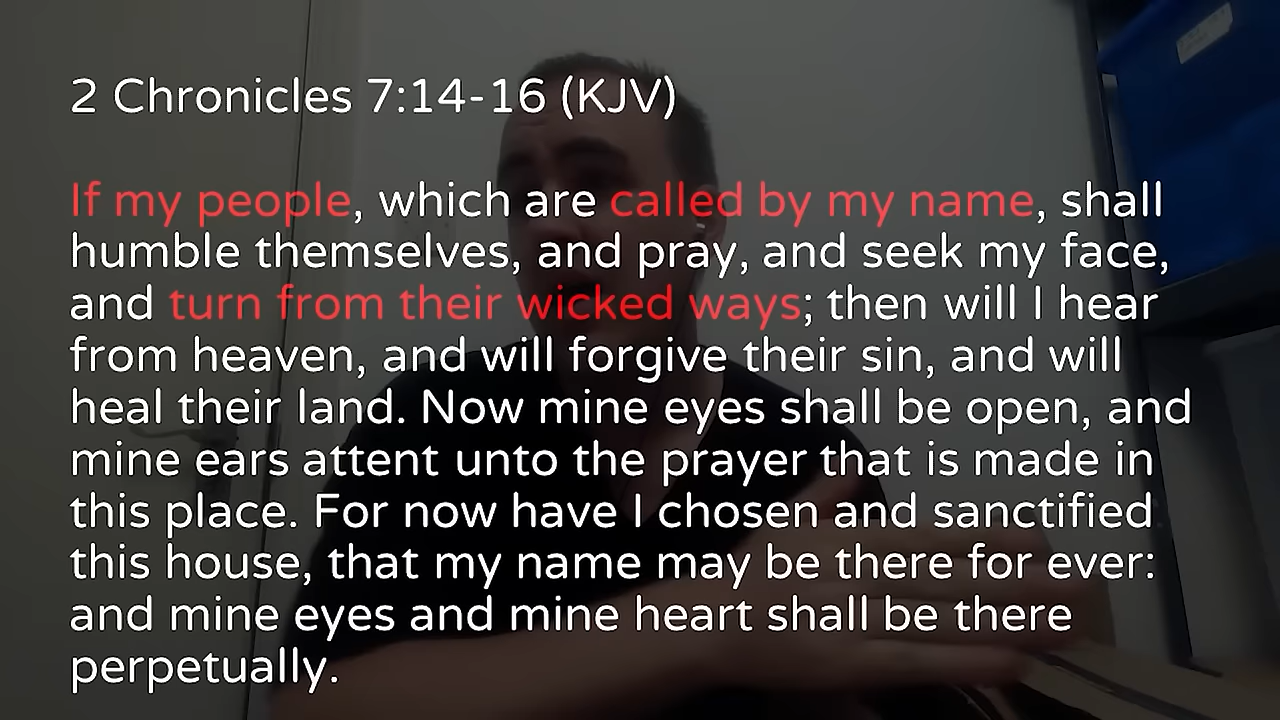 2 Chronicles 7:14-16 (KJV)
If my people, which are called by my name, shall
humble themselves, and pray, and seek my face,
and turn from their wicked ways; then will I hear
from heaven, and will forgive their sin, and will
heal their land. Now mine eyes shall be open, and
mine ears attent unto the prayer that is made in
this place. For now have I chosen and sanctified
this house, that my name may be there for ever:
and mine eyes and mine heart shall be there
perpetually.